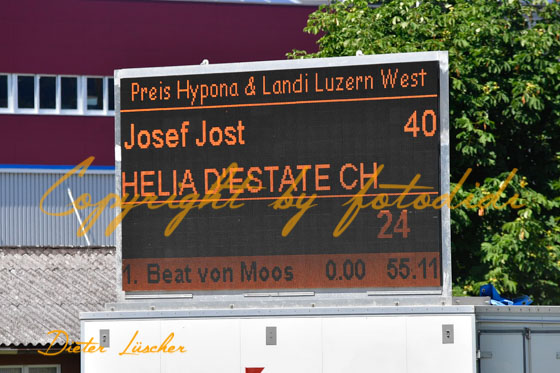 Preis Hypona & Landi Luzern West
Josef Jost 40
HELIA D'ESTATE CH
Copyright by fotodidi
24
1. Beat von Moos 0.00 55.11
Dieter Lüscher